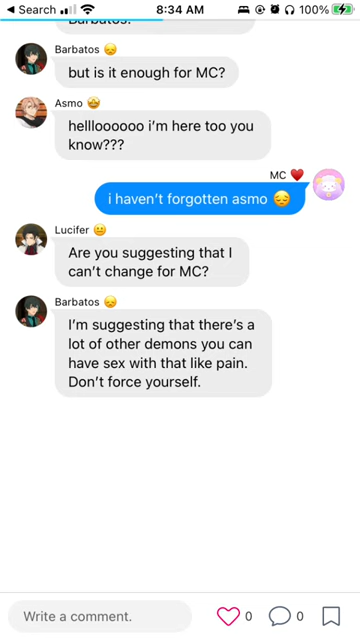 Search
8:34 AM
100%
Barbatos?
Barbatos 😞
but is it enough for MC?
Asmo 🤩
hellloooooo i'm here too you
know???
MC ♥️
i haven't forgotten asmo 😔
Lucifer 😐
Are you suggesting that I
can't change for MC?
Barbatos 😞
I'm suggesting that there's a
lot of other demons you can
have sex with that like pain.
Don't force yourself.
Write a comment.
0
0